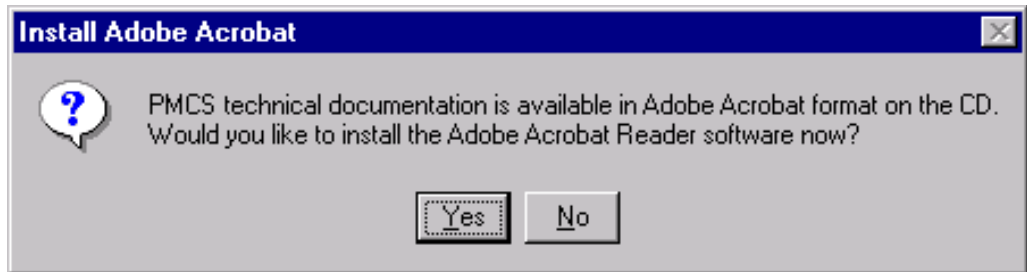 Install Adobe Acrobat
?
PMCS technical documentation is available in Adobe Acrobat format on the CD.
Would you like to install the Adobe Acrobat Reader software now?
Yes No